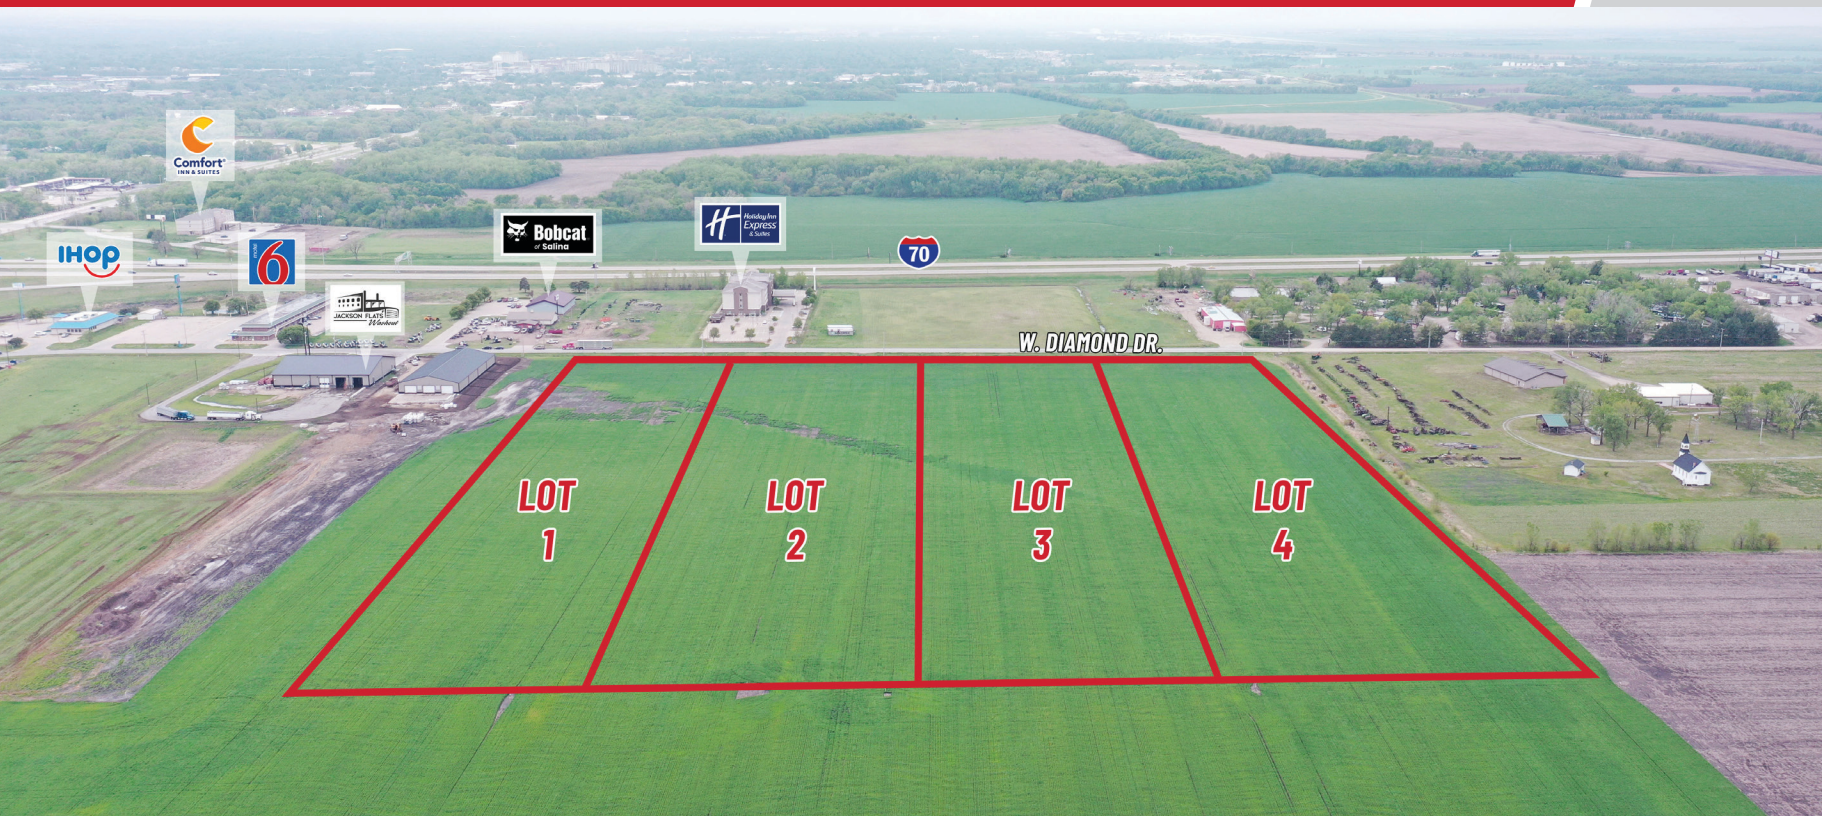 Comfort
INN & SUITES
IHOP
MOTEL
6
JACKSON FLATS
Washout
Bobcat
of Salina
Holiday Inn
Express
& Suites
70
W. DIAMOND DR.
LOT
1
LOT
2
LOT
3
LOT
4